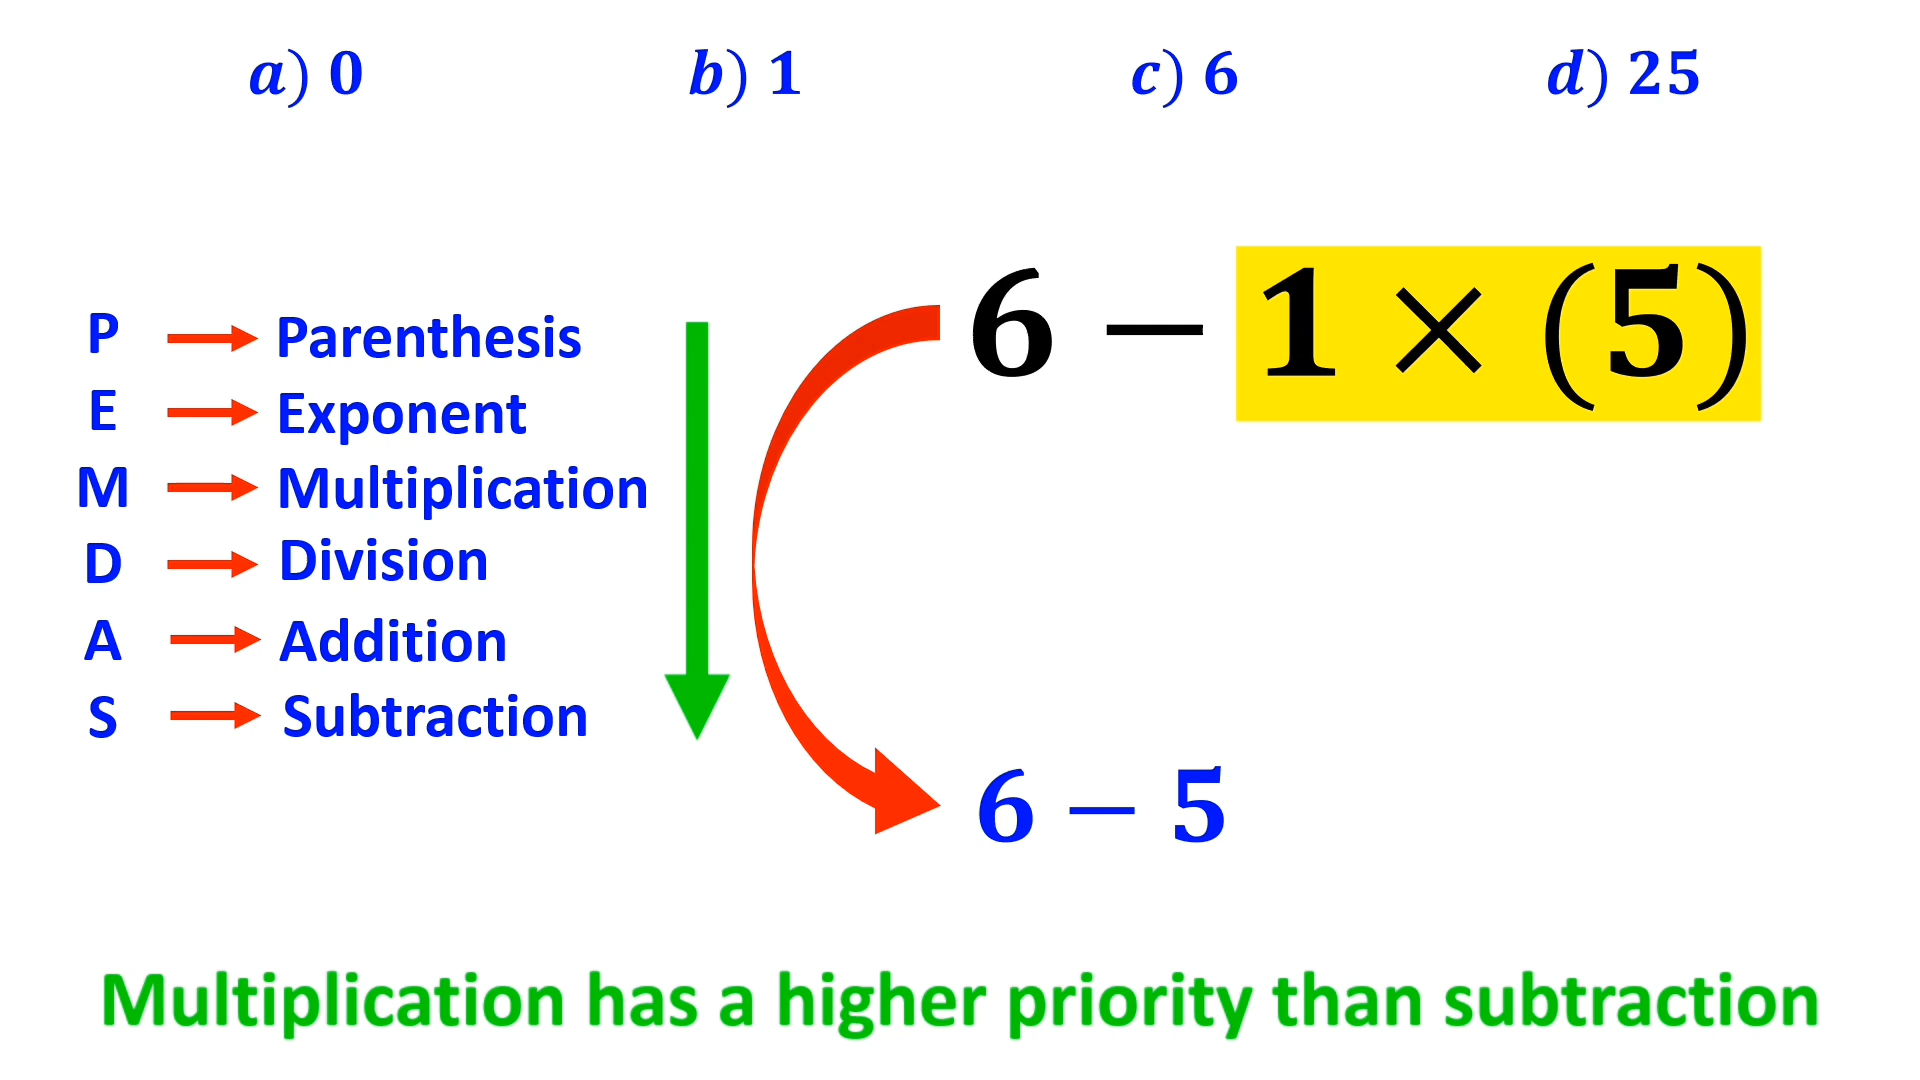 a) 0 b) 1 c) 6 d) 25
6 − 1 × (5)
P Parenthesis
E Exponent
M Multiplication
D Division
A Addition
S Subtraction
6 − 5
Multiplication has a higher priority than subtraction